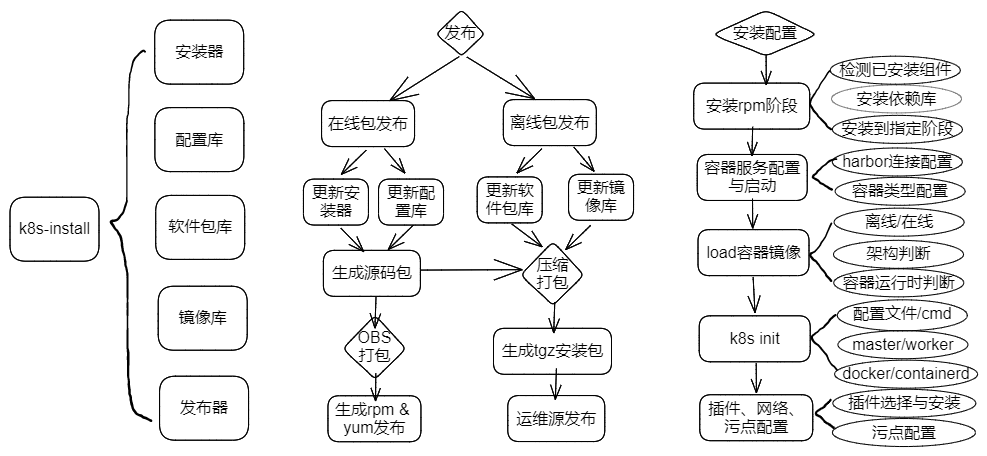 k8s-install
安装器
配置库
软件包库
镜像库
发布器
发布
在线包发布
离线包发布
更新安
装器
更新配
置库
更新软
件包库
更新镜
像库
生成源码包
压缩
打包
OBS
打包
生成tgz安装包
生成rpm &
yum发布
运维源发布
安装配置
安装rpm阶段
检测已安装组件
安装依赖库
安装到指定阶段
容器服务配置
与启动
harbor连接配置
容器类型配置
load容器镜像
离线/在线
架构判断
容器运行时判断
k8s init
配置文件/cmd
master/worker
docker/containerd
插件、网络、
污点配置
插件选择与安装
污点配置